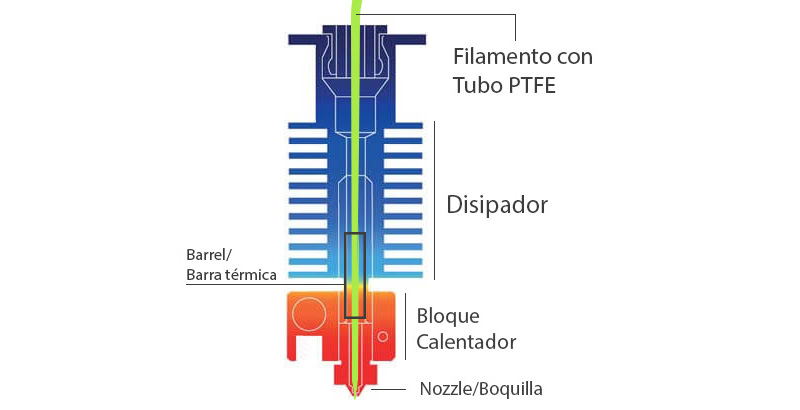 Filamento con
Tubo PTFE
Disipador
Barrel/
Barra térmica
Bloque
Calentador
Nozzle/Boquilla